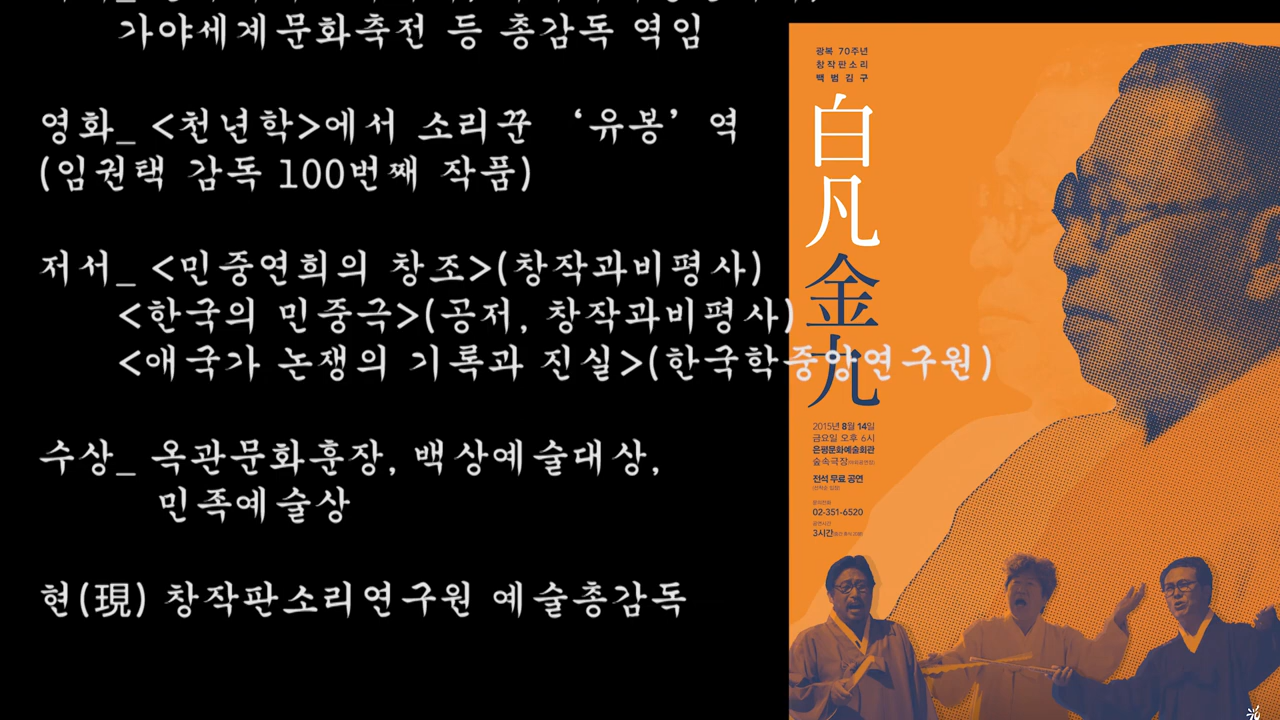 가야세계문화축전 등 총감독 역임
영화_ <천년학>에서 소리꾼 ‘유봉’ 역
(임권택 감독 100번째 작품)
저서_ <민중연희의 창조>(창작과비평사)
<한국의 민중극>(공저, 창작과비평사)
<애국가 논쟁의 기록과 진실>(한국학중앙연구원)
수상_ 옥관문화훈장, 백상예술대상,
민족예술상
현(現) 창작판소리연구원 예술총감독
광복 70주년
창작판소리
백범김구
白凡金九
2015년 8월 14일
금요일 오후 6시
은평문화예술회관
숲속극장
전석 무료 공연
02-351-6520
3시간